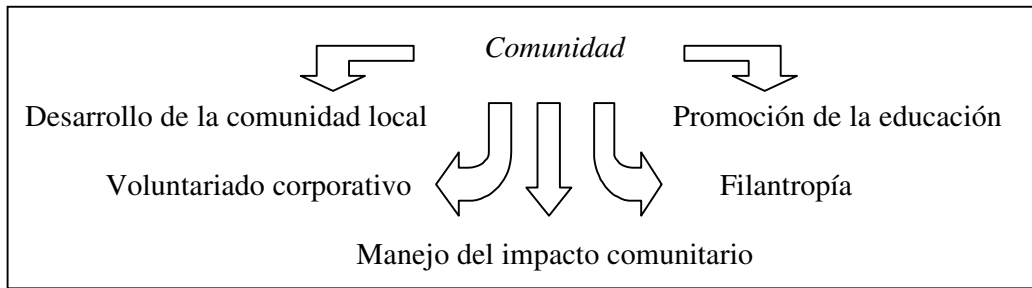 Comunidad
Desarrollo de la comunidad local
Promoción de la educación
Voluntariado corporativo
Filantropía
Manejo del impacto comunitario